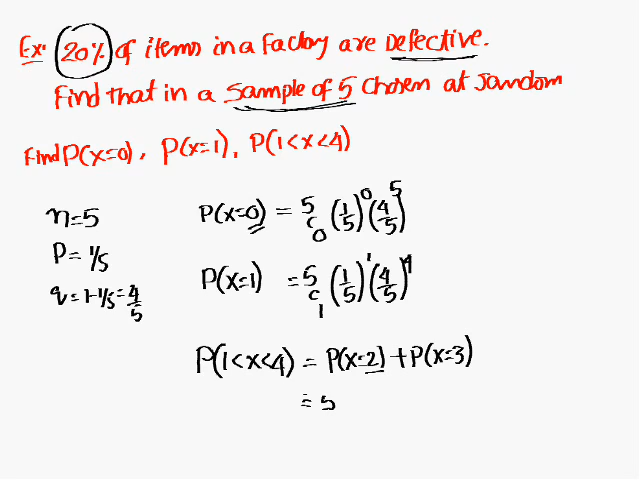 Ex: 20% of items in a Factory are Defective.
Find that in a sample of 5 chosen at random
Find P(x=0), P(x=1), P(1<x<4)
n=5
P(x=0) = 5c0 (1/5)^0 (4/5)^5
P = 1/5
P(x=1) = 5c1 (1/5)^1 (4/5)^4
q = 1-1/5 = 4/5
P(1<x<4) = P(x=2) + P(x=3)
= 5